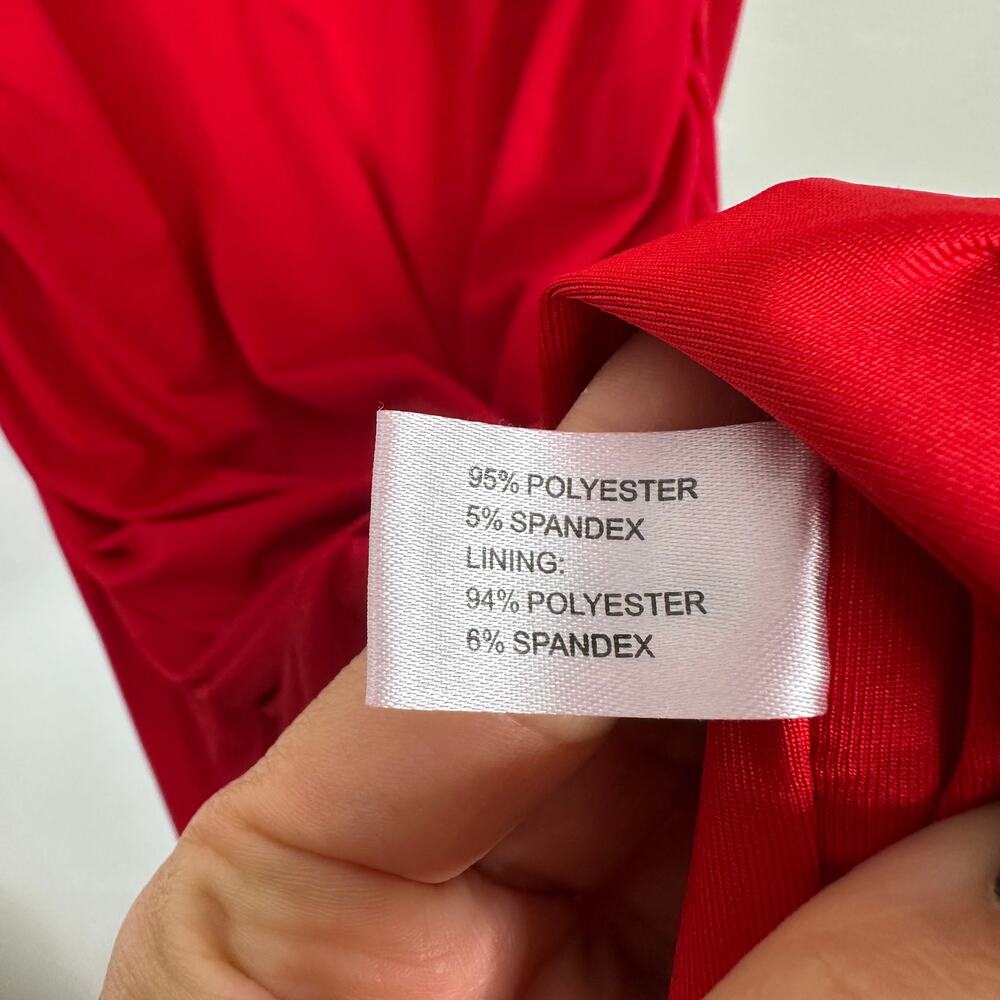 95% POLYESTER
5% SPANDEX
LINING:
94% POLYESTER
6% SPANDEX